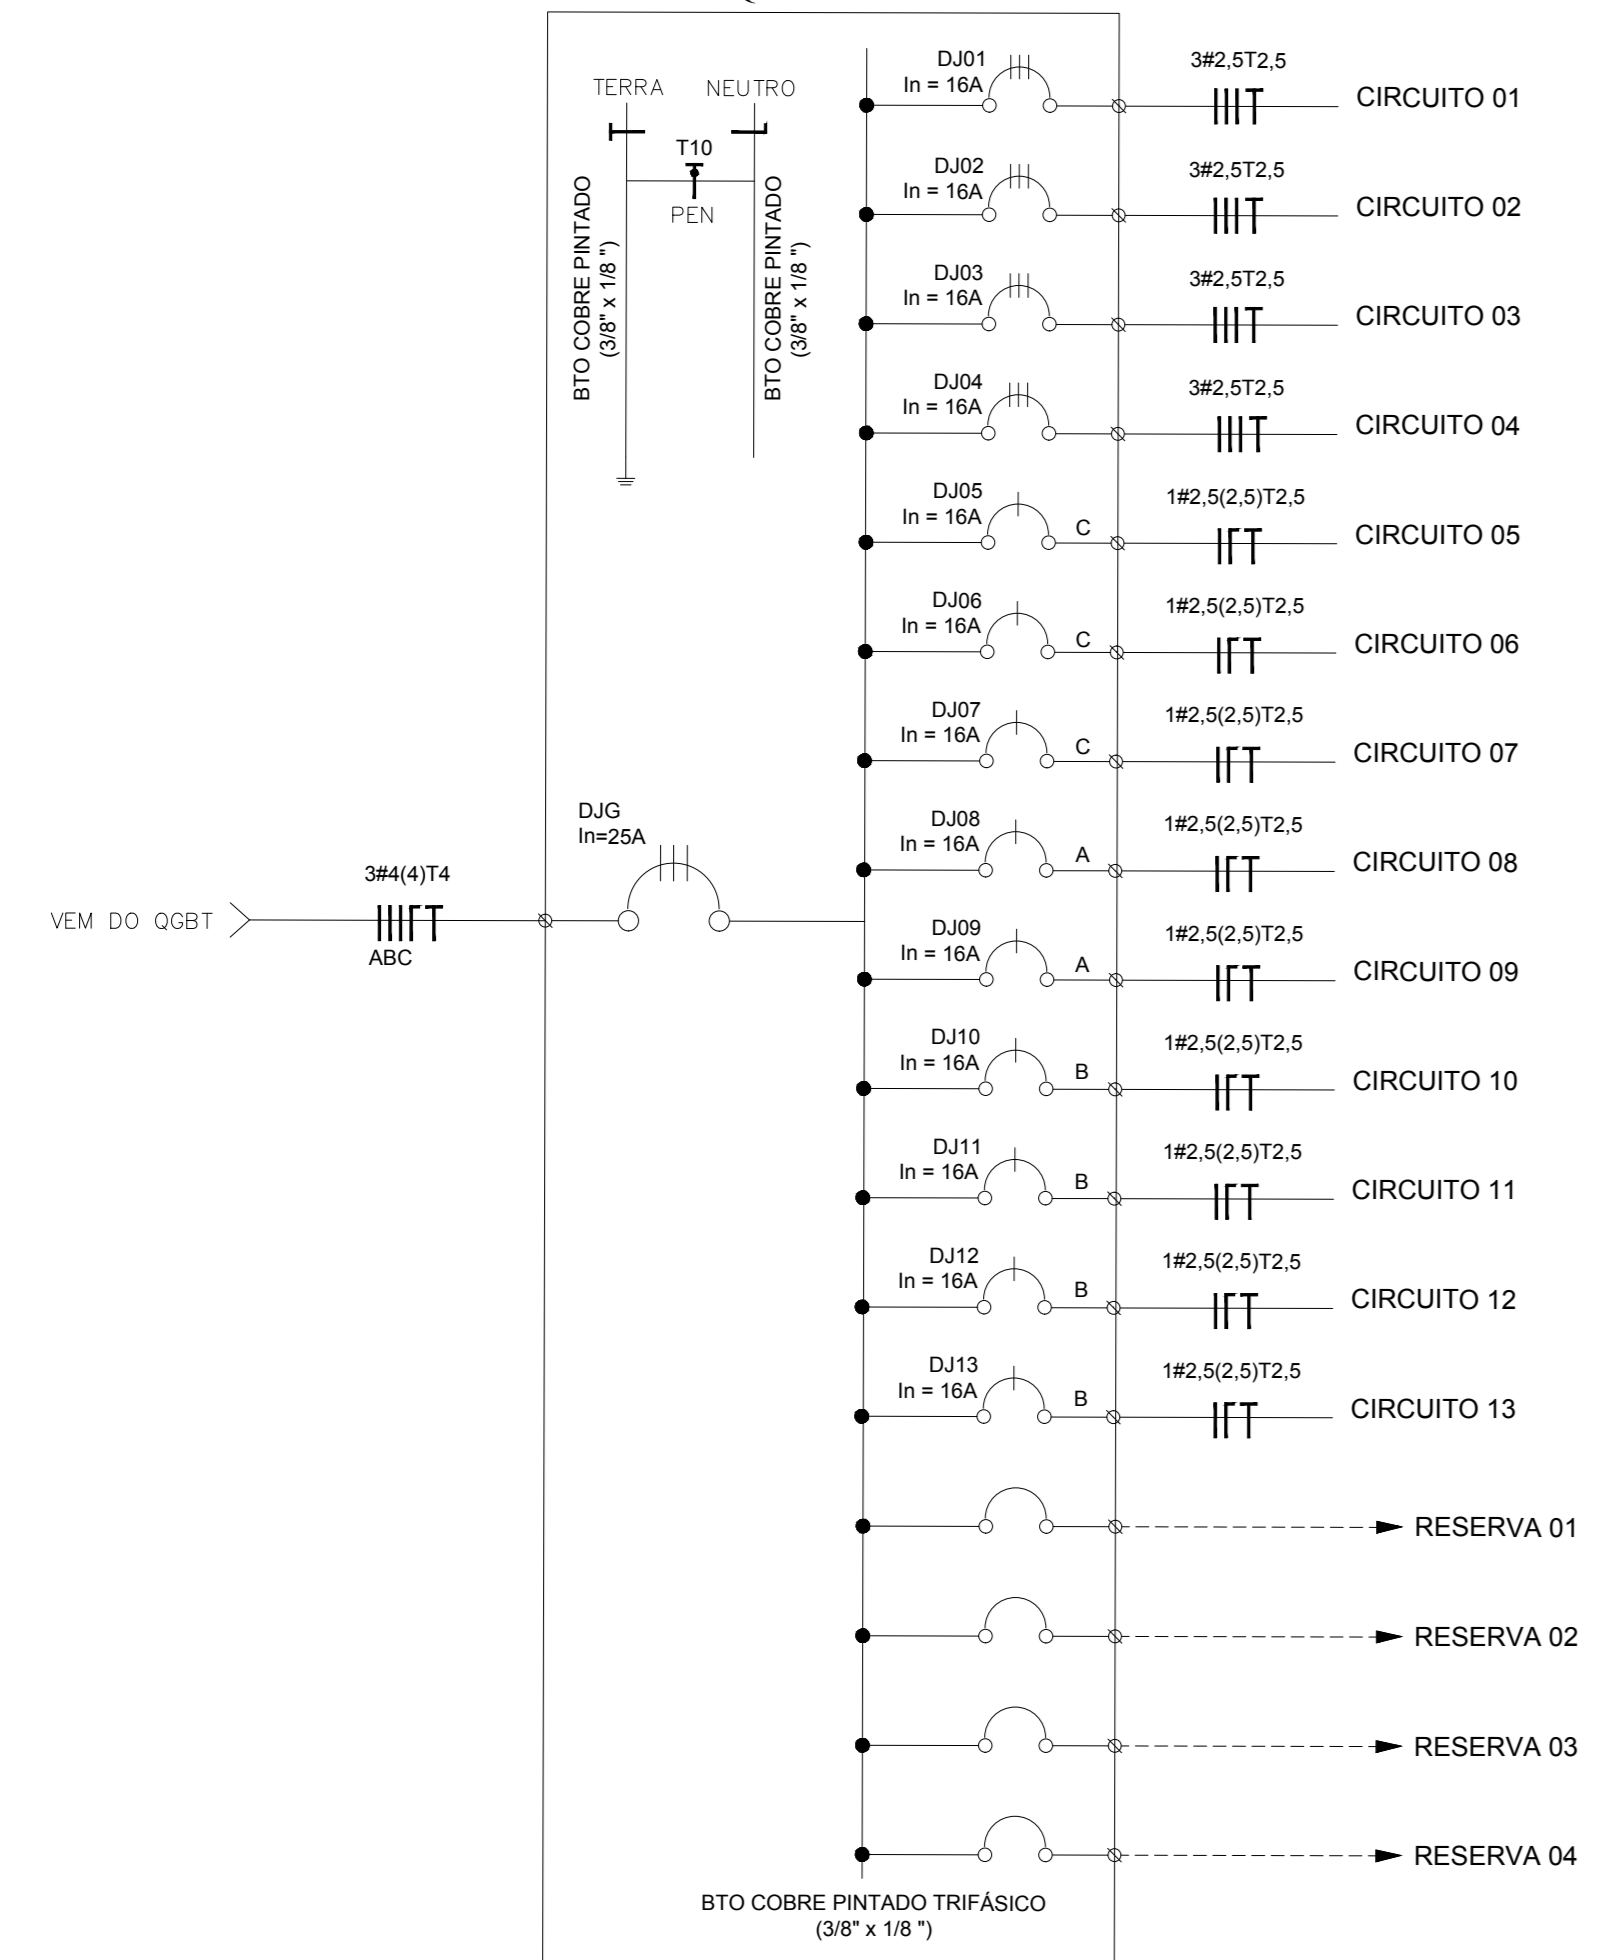 TERRA
NEUTRO
T10
PEN
BTO COBRE PINTADO
(3/8" x 1/8 ")
BTO COBRE PINTADO
(3/8" x 1/8 ")
DJ01
In = 16A
3#2,5T2,5
CIRCUITO 01
DJ02
In = 16A
3#2,5T2,5
CIRCUITO 02
DJ03
In = 16A
3#2,5T2,5
CIRCUITO 03
DJ04
In = 16A
3#2,5T2,5
CIRCUITO 04
DJ05
In = 16A
C
1#2,5(2,5)T2,5
CIRCUITO 05
DJ06
In = 16A
C
1#2,5(2,5)T2,5
CIRCUITO 06
DJ07
In = 16A
C
1#2,5(2,5)T2,5
CIRCUITO 07
VEM DO QGBT
3#4(4)T4
ABC
DJG
In=25A
DJ08
In = 16A
A
1#2,5(2,5)T2,5
CIRCUITO 08
DJ09
In = 16A
A
1#2,5(2,5)T2,5
CIRCUITO 09
DJ10
In = 16A
B
1#2,5(2,5)T2,5
CIRCUITO 10
DJ11
In = 16A
B
1#2,5(2,5)T2,5
CIRCUITO 11
DJ12
In = 16A
B
1#2,5(2,5)T2,5
CIRCUITO 12
DJ13
In = 16A
B
1#2,5(2,5)T2,5
CIRCUITO 13
RESERVA 01
RESERVA 02
RESERVA 03
RESERVA 04
BTO COBRE PINTADO TRIFÁSICO
(3/8" x 1/8 ")